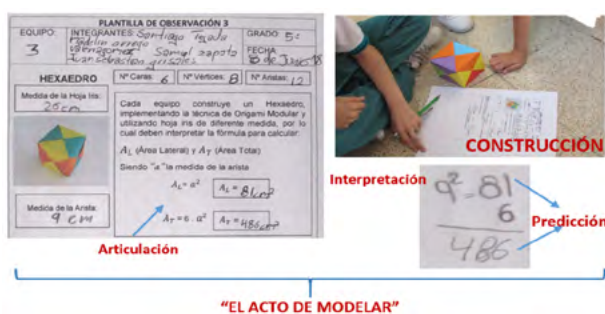 PLANTILLA DE OBSERVACIÓN 3
EQUIPO:
3
INTEGRANTES: Santiago Tejada
Samuel zapata
GRADO: 5:
FECHA
HEXAEDRO
Nº Caras: 6
Nº Vértices: 8
Nº Aristas: 12
Medida de la Hoja Iris:
25cm
Cada equipo construye un Hexaedro,
implementando la técnica de Origami Modular y
utilizando hoja iris de diferente medida, por lo
cual deben interpretar la fórmula para calcular:
A_L (Área Lateral) y A_T (Área Total)
Siendo "a" la medida de la arista
A_L = a²
A_L = 81cm²
A_T = 6 · a²
A_T = 486cm²
Medida de la Arista:
9 cm
Articulación
CONSTRUCCIÓN
Interpretación
9² = 81
6
486
Predicción
"EL ACTO DE MODELAR"